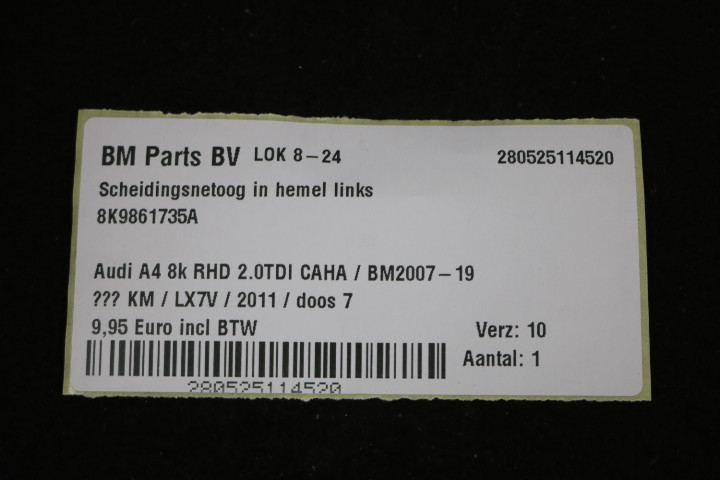 BM Parts BV LOK 8-24 280525114520
Scheidingsnetoog in hemel links
8K9861735A
Audi A4 8k RHD 2.0TDI CAHA / BM2007-19
??? KM / LX7V / 2011 / doos 7
9,95 Euro incl BTW Verz: 10
Aantal: 1
280525114520